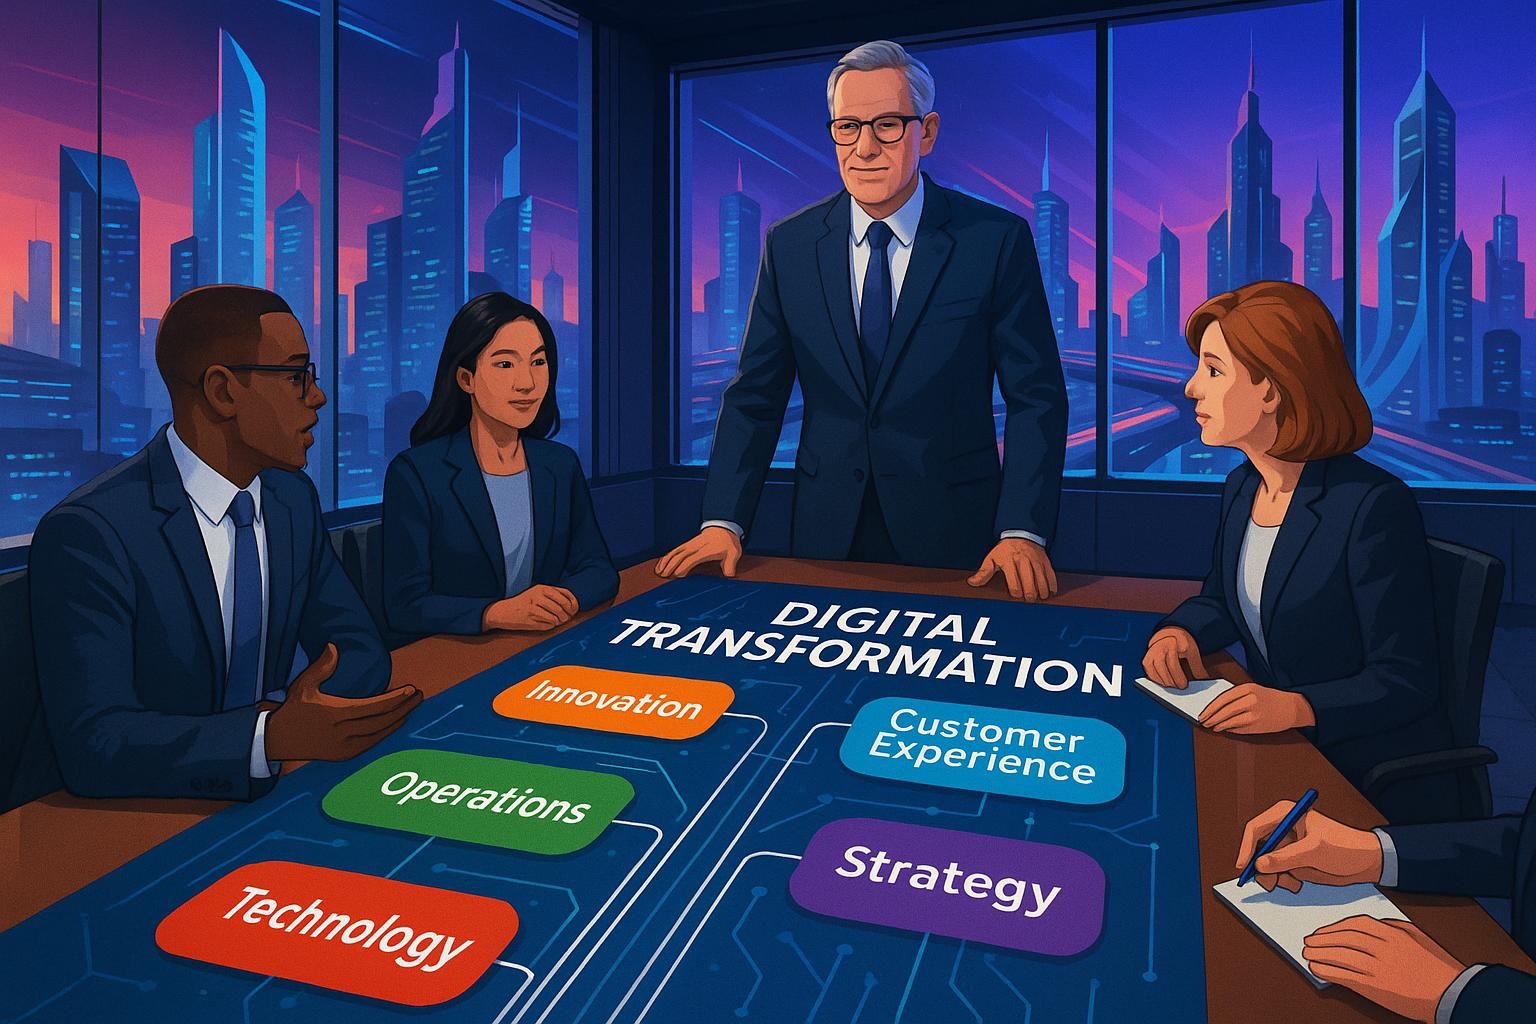 DIGITAL
TRANSFORMATION
Innovation
Customer
Experience
Operations
Strategy
Technology